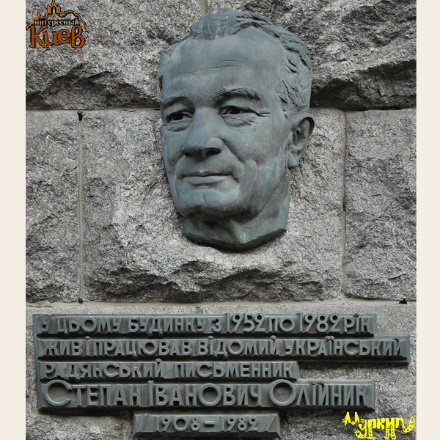 интересный
Киев
У ЦЬОМУ БУДИНКУ З 1952 ПО 1982 РІК
ЖИВ І ПРАЦЮВАВ ВІДОМИЙ УКРАЇНСЬКИЙ
РАДЯНСЬКИЙ ПИСЬМЕННИК
СТЕПАН ІВАНОВИЧ ОЛІЙНИК
1908-1982
Муркип